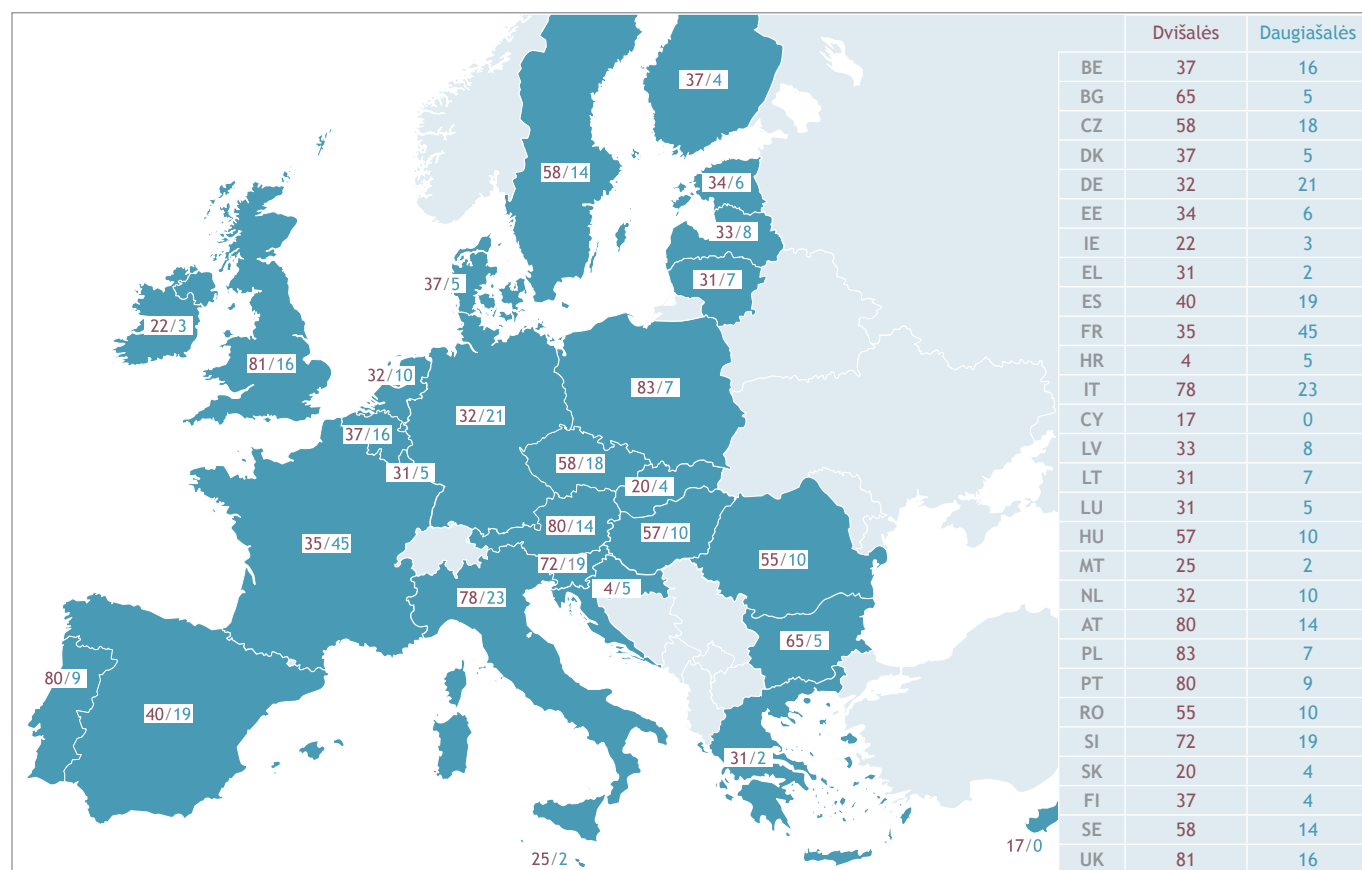 Dvišalės Daugiašalės
BE 37 16
BG 65 5
CZ 58 18
DK 37 5
DE 32 21
EE 34 6
IE 22 3
EL 31 2
ES 40 19
FR 35 45
HR 4 5
IT 78 23
CY 17 0
LV 33 8
LT 31 7
LU 31 5
HU 57 10
MT 25 2
NL 32 10
AT 80 14
PL 83 7
PT 80 9
RO 55 10
SI 72 19
SK 20 4
FI 37 4
SE 58 14
UK 81 16
37/4
58/14
34/6
33/8
37/5
31/7
22/3
81/16
32/10
83/7
32/21
37/16
58/18
31/5
20/4
80/14
57/10
35/45
72/19
55/10
4/5
78/23
65/5
80/9
40/19
31/2
17/0
25/2